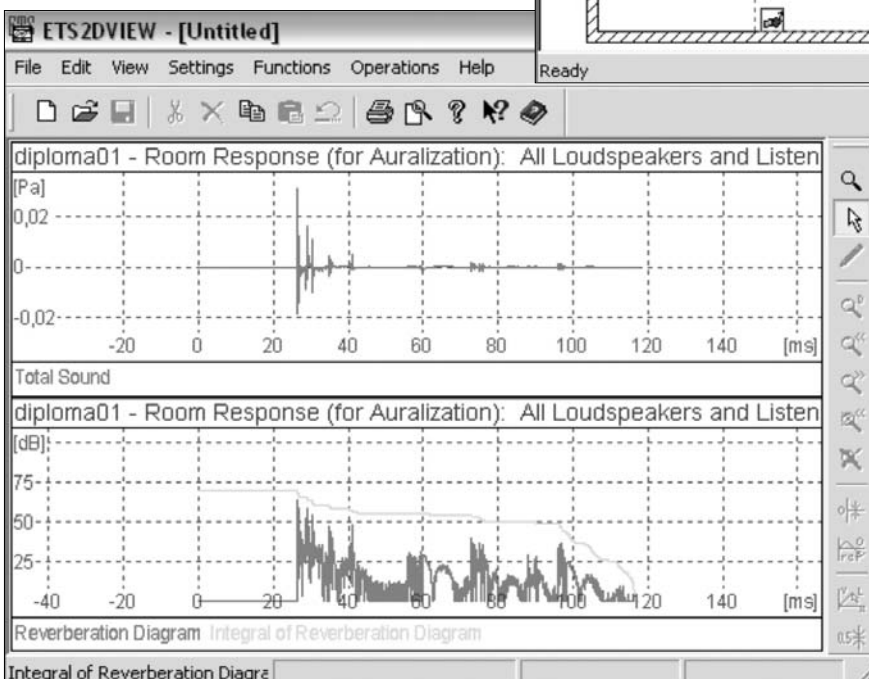 ETS2DVIEW - [Untitled]
File Edit View Settings Functions Operations Help
Ready
diploma01 - Room Response (for Auralization): All Loudspeakers and Listen
[Pa]
0,02
0
-0,02
-20 0 20 40 60 80 100 120 140 [ms]
Total Sound
diploma01 - Room Response (for Auralization): All Loudspeakers and Listen
[dB]
75
50
25
-40 -20 0 20 40 60 80 100 120 140 [ms]
Reverberation Diagram Integral of Reverberation Diagram
Integral of Reverberation Diagra